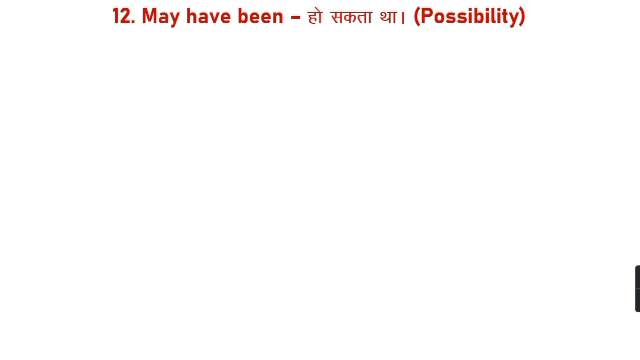 12. May have been – हो सकता था। (Possibility)